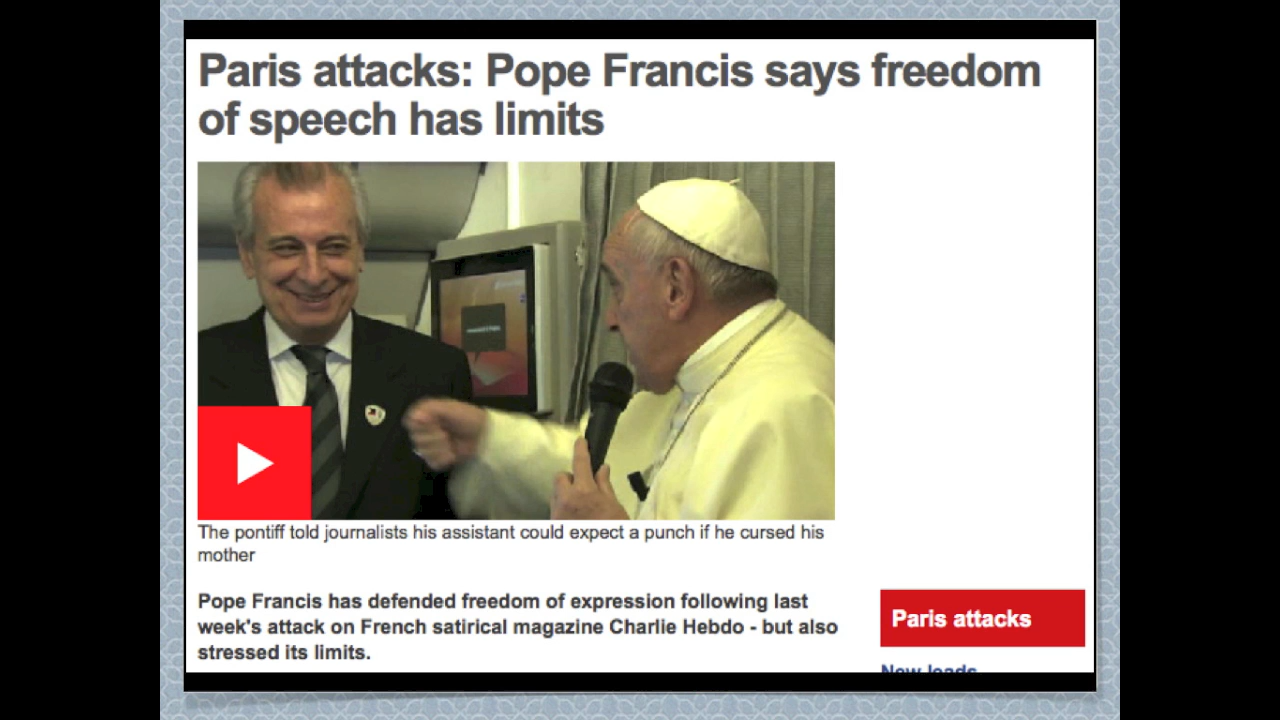 Paris attacks: Pope Francis says freedom
of speech has limits
The pontiff told journalists his assistant could expect a punch if he cursed his
mother
Pope Francis has defended freedom of expression following last
week's attack on French satirical magazine Charlie Hebdo - but also
stressed its limits.
Paris attacks